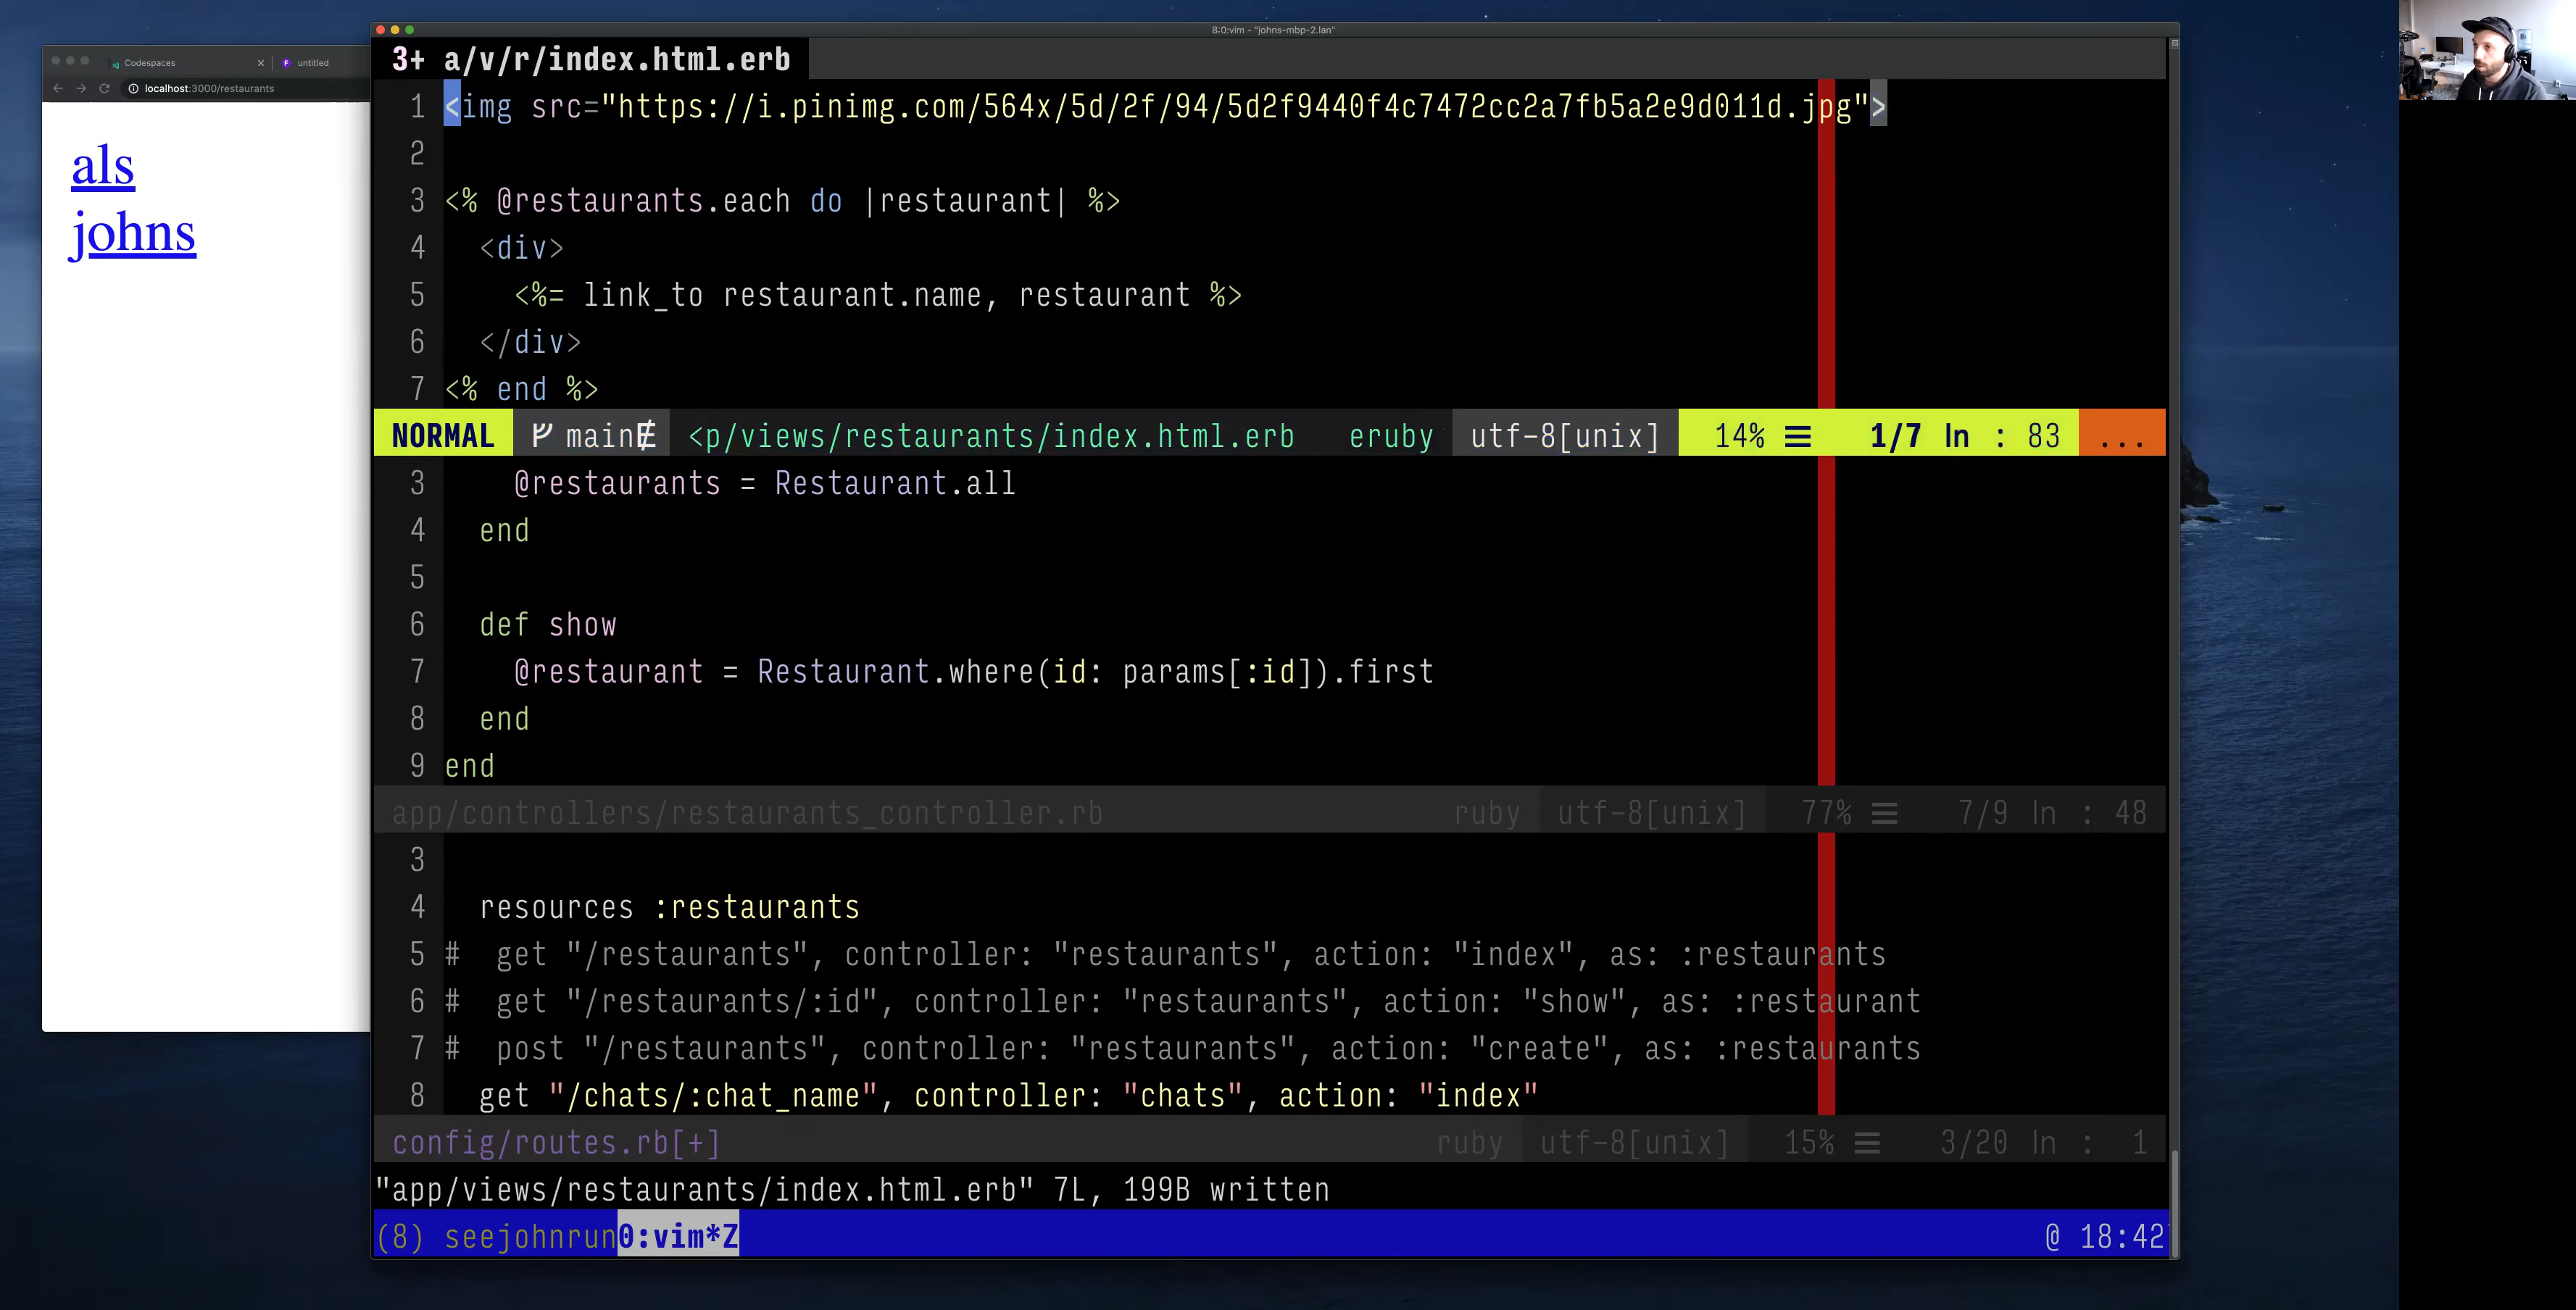 8:0:vim - "johns-mbp-2.lan"
Codespaces
untitled
localhost:3000/restaurants
als
johns
3+ a/v/r/index.html.erb
1 <img src="https://i.pinimg.com/564x/5d/2f/94/5d2f9440f4c7472cc2a7fb5a2e9d011d.jpg">
2
3 <% @restaurants.each do |restaurant| %>
4   <div>
5     <%= link_to restaurant.name, restaurant %>
6   </div>
7 <% end %>
NORMAL main <p/views/restaurants/index.html.erb eruby utf-8[unix] 14% 1/7 ln : 83 ...
3     @restaurants = Restaurant.all
4   end
5
6   def show
7     @restaurant = Restaurant.where(id: params[:id]).first
8   end
9 end
app/controllers/restaurants_controller.rb ruby utf-8[unix] 77% 7/9 ln : 48
3
4   resources :restaurants
5 #  get "/restaurants", controller: "restaurants", action: "index", as: :restaurants
6 #  get "/restaurants/:id", controller: "restaurants", action: "show", as: :restaurant
7 #  post "/restaurants", controller: "restaurants", action: "create", as: :restaurants
8   get "/chats/:chat_name", controller: "chats", action: "index"
config/routes.rb[+] ruby utf-8[unix] 15% 3/20 ln : 1
"app/views/restaurants/index.html.erb" 7L, 199B written
(8) seejohnrun0:vim*Z @ 18:42